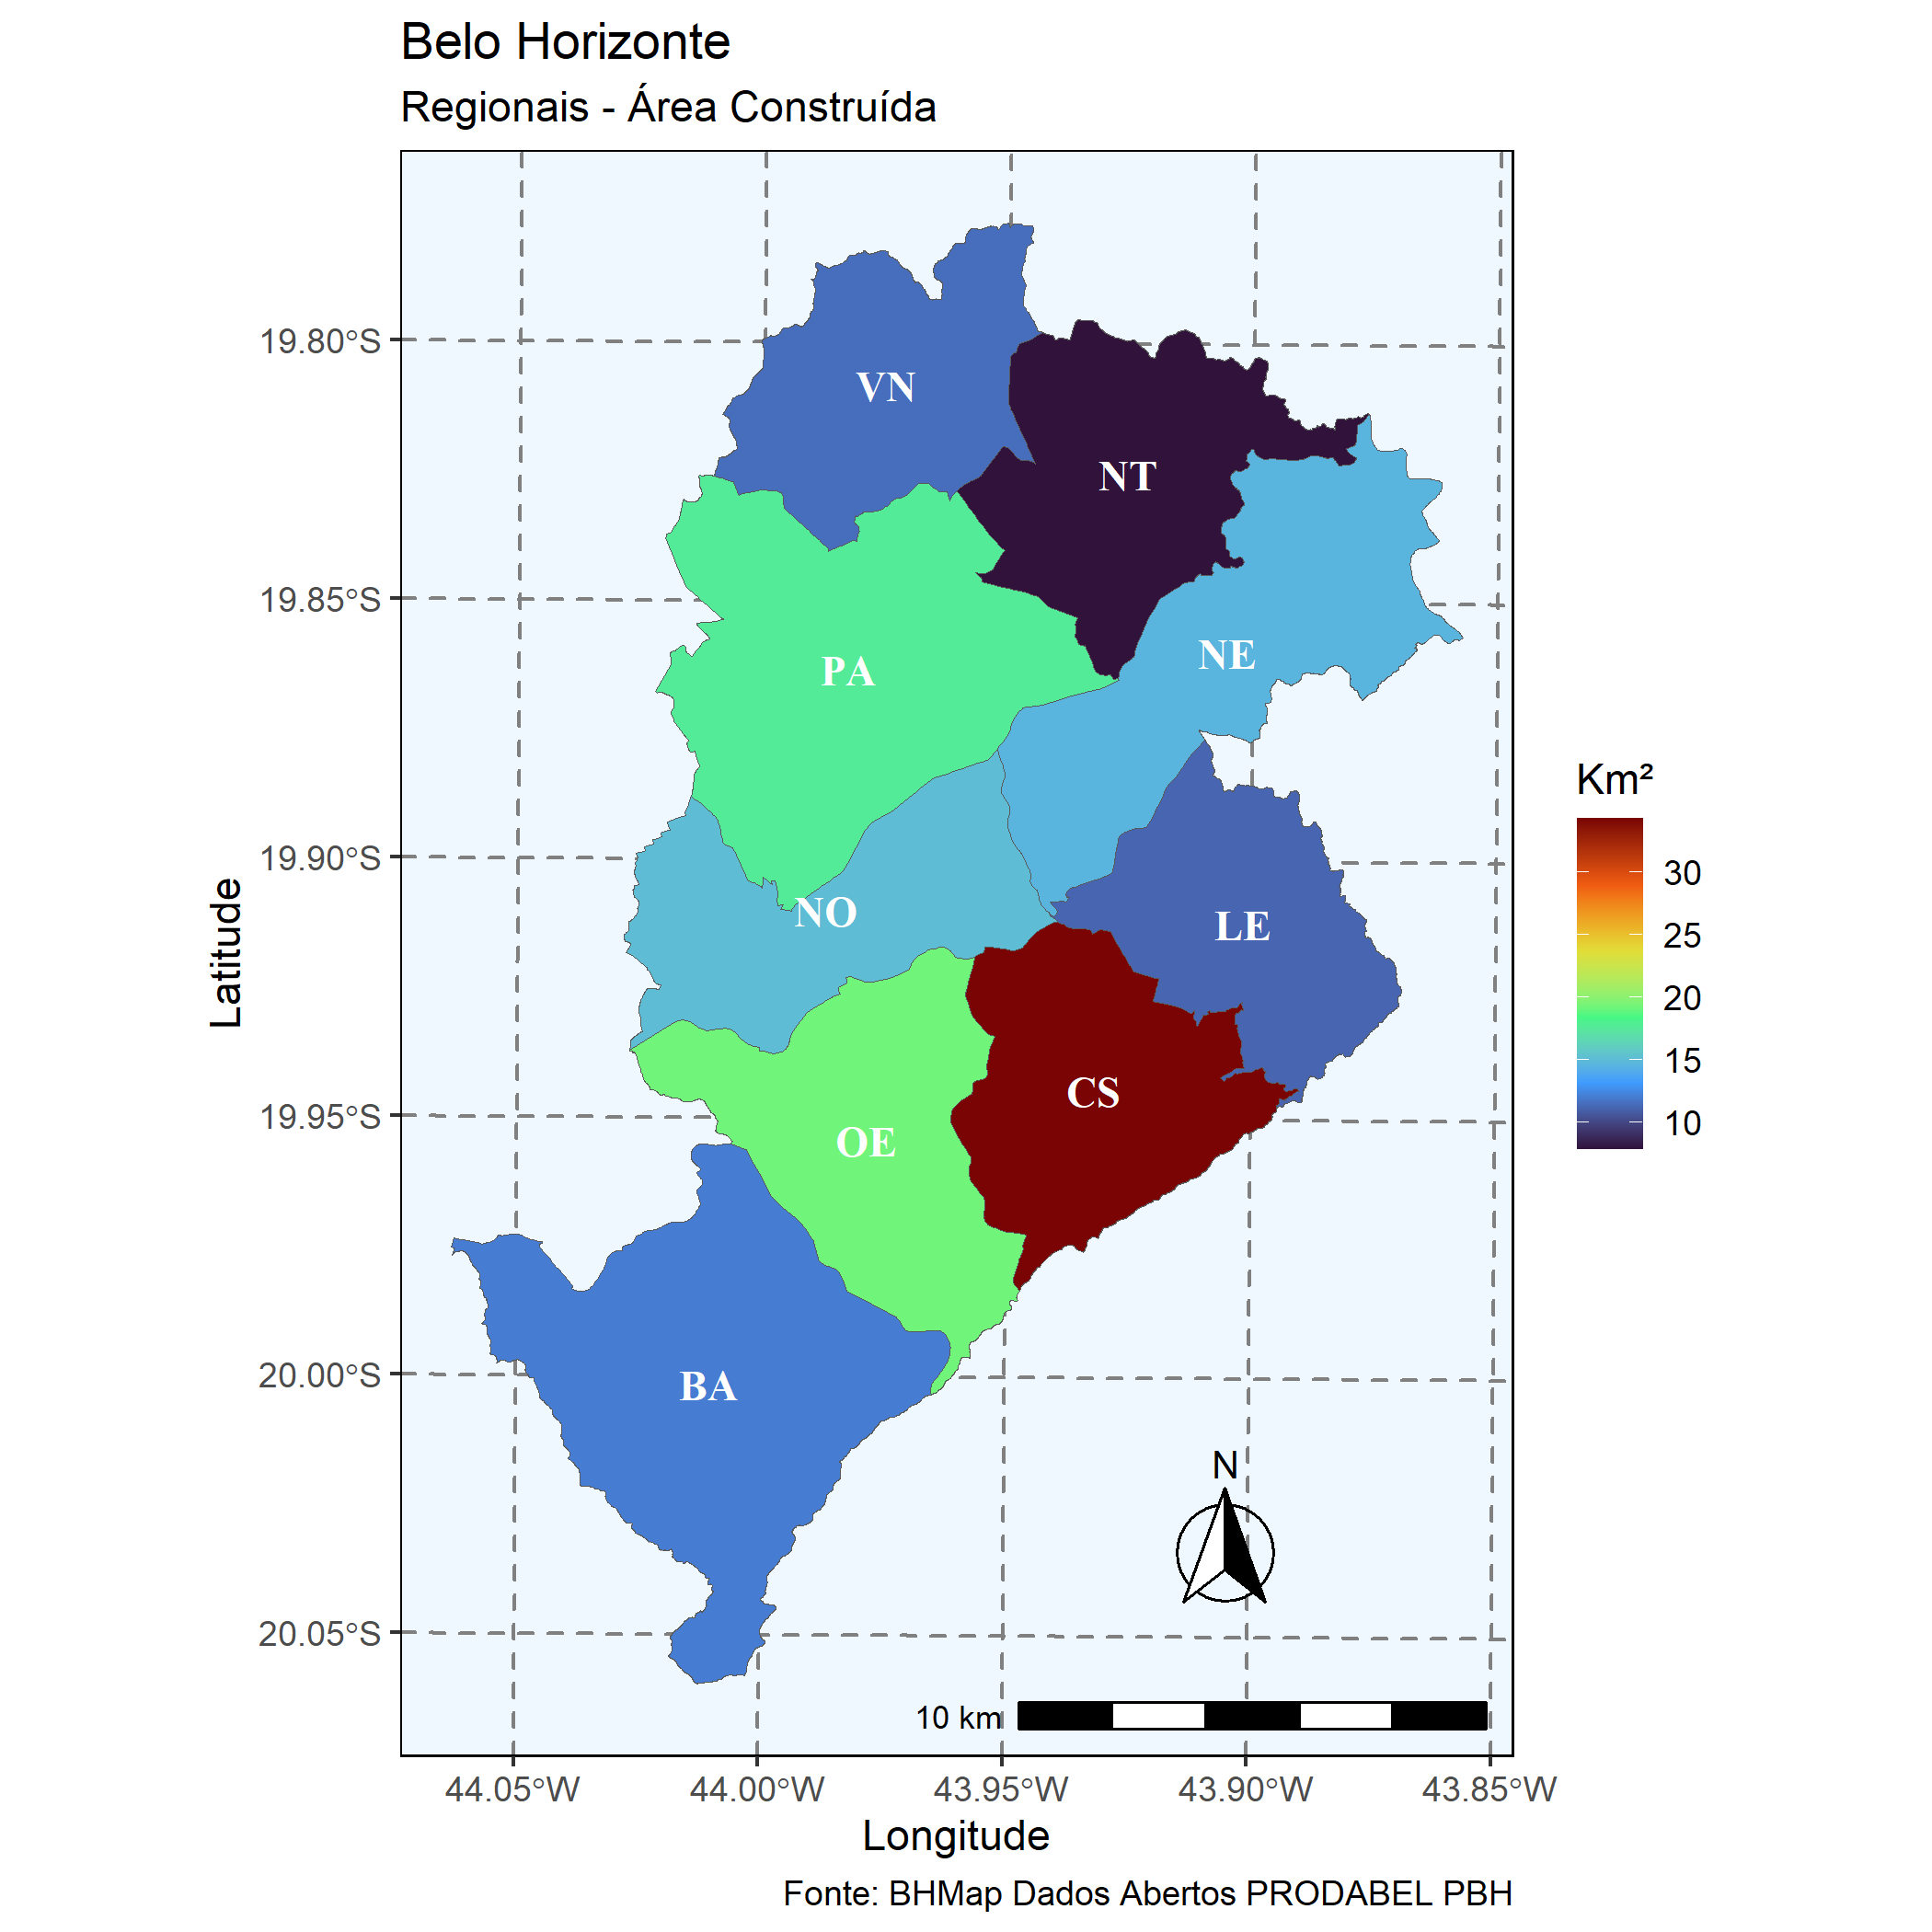 Belo Horizonte
Regionais - Área Construída
19.80°S
19.85°S
19.90°S
19.95°S
20.00°S
20.05°S
Latitude
VN
NT
NE
PA
NO
LE
CS
OE
BA
N
10 km
44.05°W
44.00°W
43.95°W
43.90°W
43.85°W
Longitude
Km²
30
25
20
15
10
Fonte: BHMap Dados Abertos PRODABEL PBH